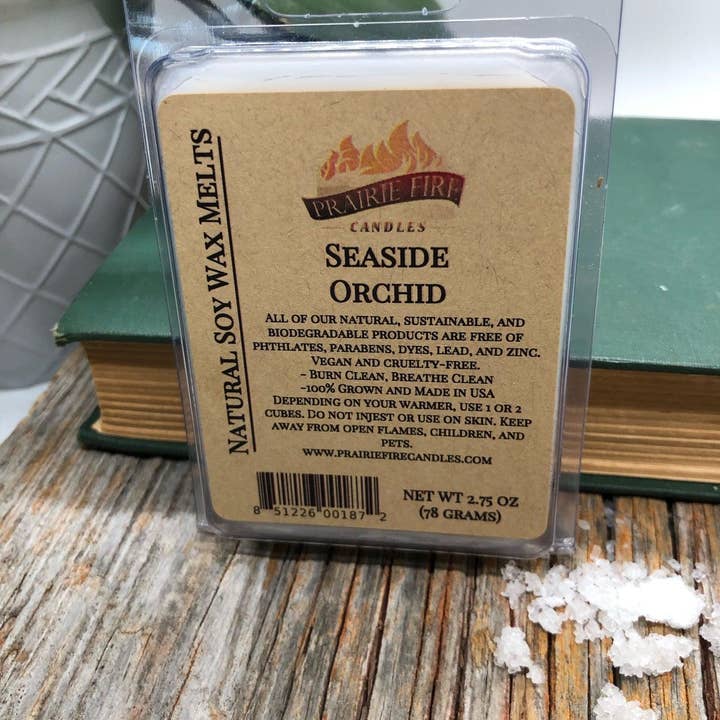 NATURAL SOY WAX MELTS
PRAIRIE FIRE
CANDLES
SEASIDE
ORCHID
ALL OF OUR NATURAL, SUSTAINABLE, AND
BIODEGRADABLE PRODUCTS ARE FREE OF
PHTHLATES, PARABENS, DYES, LEAD, AND ZINC.
VEGAN AND CRUELTY-FREE.
- BURN CLEAN, BREATHE CLEAN
-100% GROWN AND MADE IN USA
DEPENDING ON YOUR WARMER, USE 1 OR 2
CUBES. DO NOT INJEST OR USE ON SKIN. KEEP
AWAY FROM OPEN FLAMES, CHILDREN, AND
PETS.
WWW.PRAIRIEFIRECANDLES.COM
8 51226 00187 2
NET WT 2.75 OZ
(78 GRAMS)